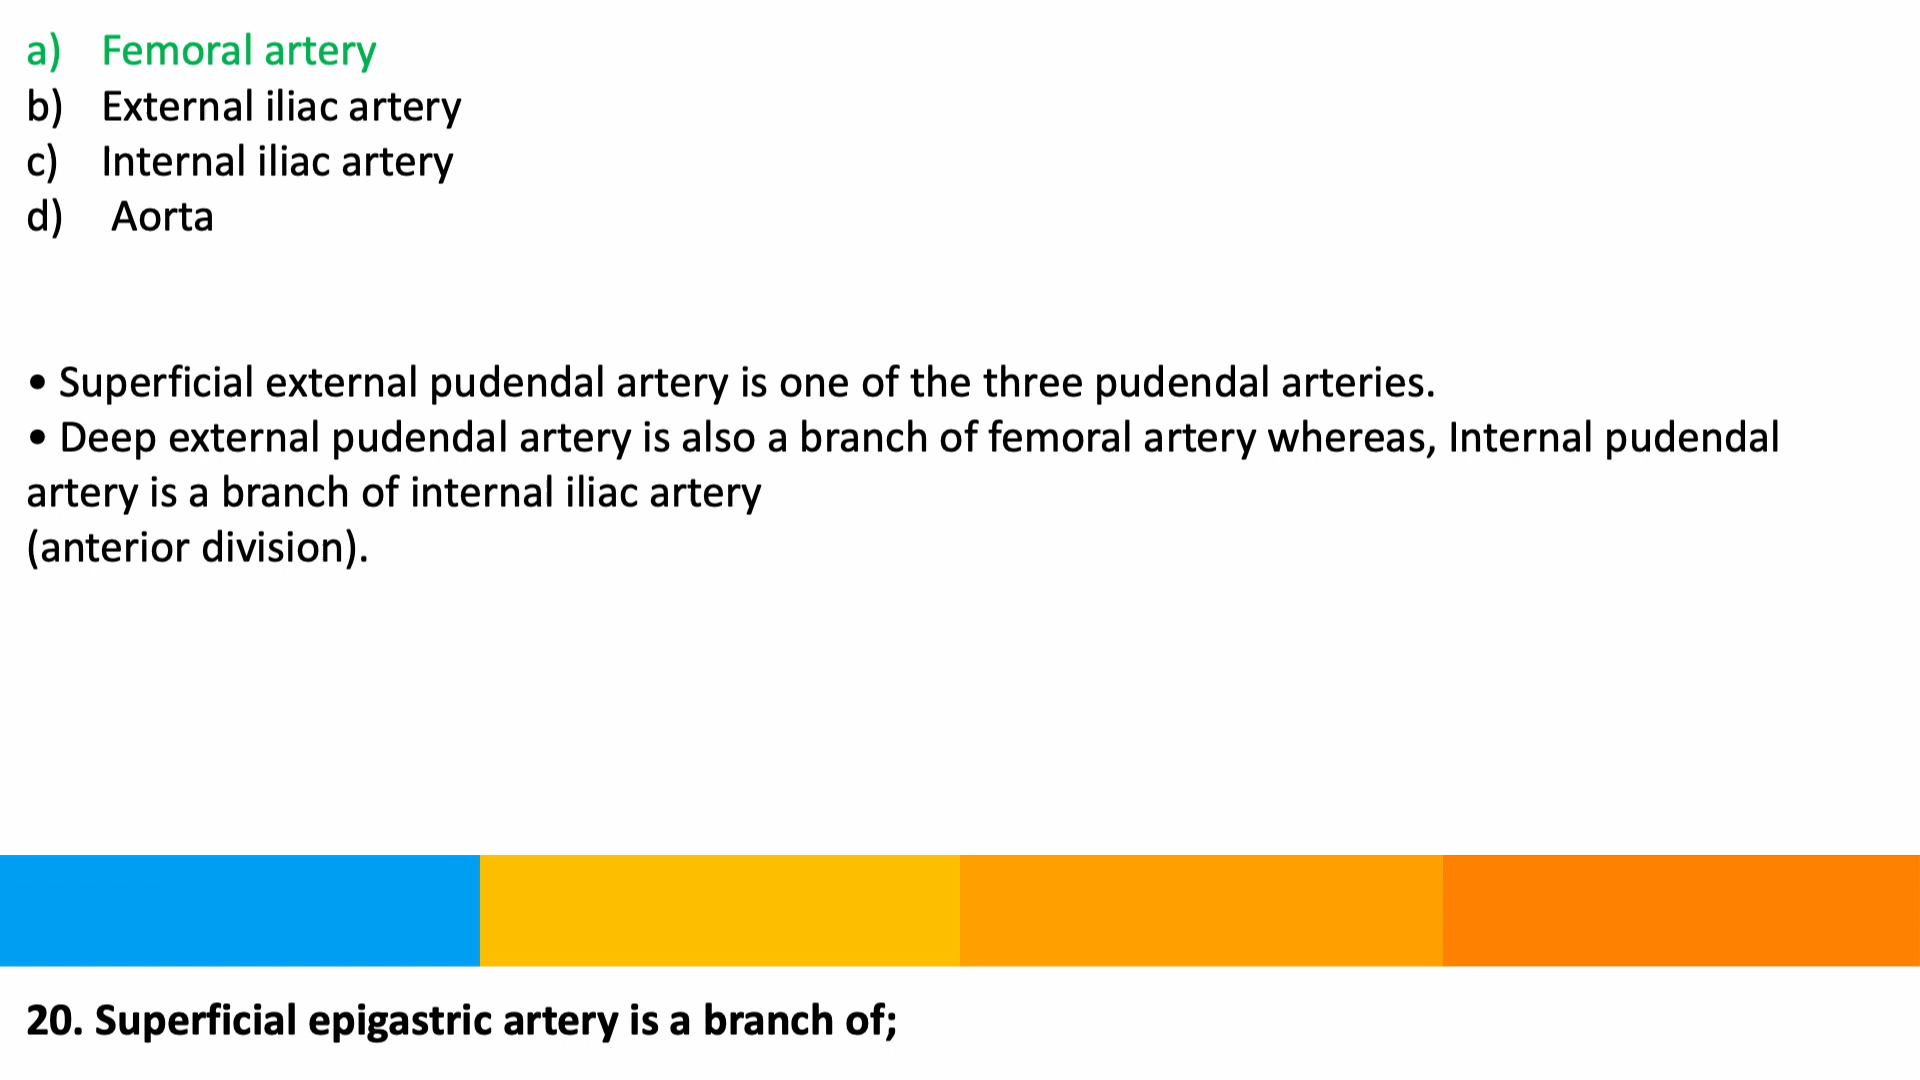 a) Femoral artery
b) External iliac artery
c) Internal iliac artery
d) Aorta
• Superficial external pudendal artery is one of the three pudendal arteries.
• Deep external pudendal artery is also a branch of femoral artery whereas, Internal pudendal
artery is a branch of internal iliac artery
(anterior division).
20. Superficial epigastric artery is a branch of;